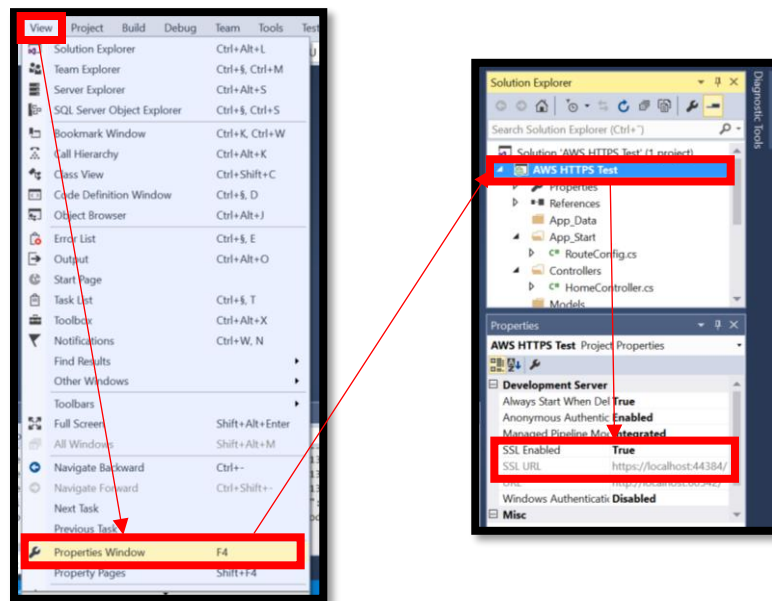 View Project Build Debug Team Tools Test
Solution Explorer Ctrl+Alt+L
Team Explorer Ctrl+§, Ctrl+M
Server Explorer Ctrl+Alt+S
SQL Server Object Explorer Ctrl+§, Ctrl+S
Bookmark Window Ctrl+K, Ctrl+W
Call Hierarchy Ctrl+Alt+K
Class View Ctrl+Shift+C
Code Definition Window Ctrl+§, D
Object Browser Ctrl+Alt+J
Error List Ctrl+§, E
Output Ctrl+Alt+O
Start Page
Task List Ctrl+§, T
Toolbox Ctrl+Alt+X
Notifications Ctrl+W, N
Find Results
Other Windows
Toolbars
Full Screen Shift+Alt+Enter
All Windows Shift+Alt+M
Navigate Backward Ctrl+-
Navigate Forward Ctrl+Shift+-
Next Task
Previous Task
Properties Window F4
Property Pages Shift+F4
Solution Explorer
Search Solution Explorer (Ctrl+¨)
Solution 'AWS HTTPS Test' (1 project)
AWS HTTPS Test
Properties
References
App_Data
App_Start
C# RouteConfig.cs
Controllers
C# HomeController.cs
Models
Diagnostic Tools
Properties
AWS HTTPS Test Project Properties
Development Server
Always Start When Del True
Anonymous Authentic Enabled
Managed Pipeline Mod Integrated
SSL Enabled True
SSL URL https://localhost:44384/
URL
Windows Authenticatic Disabled
Misc